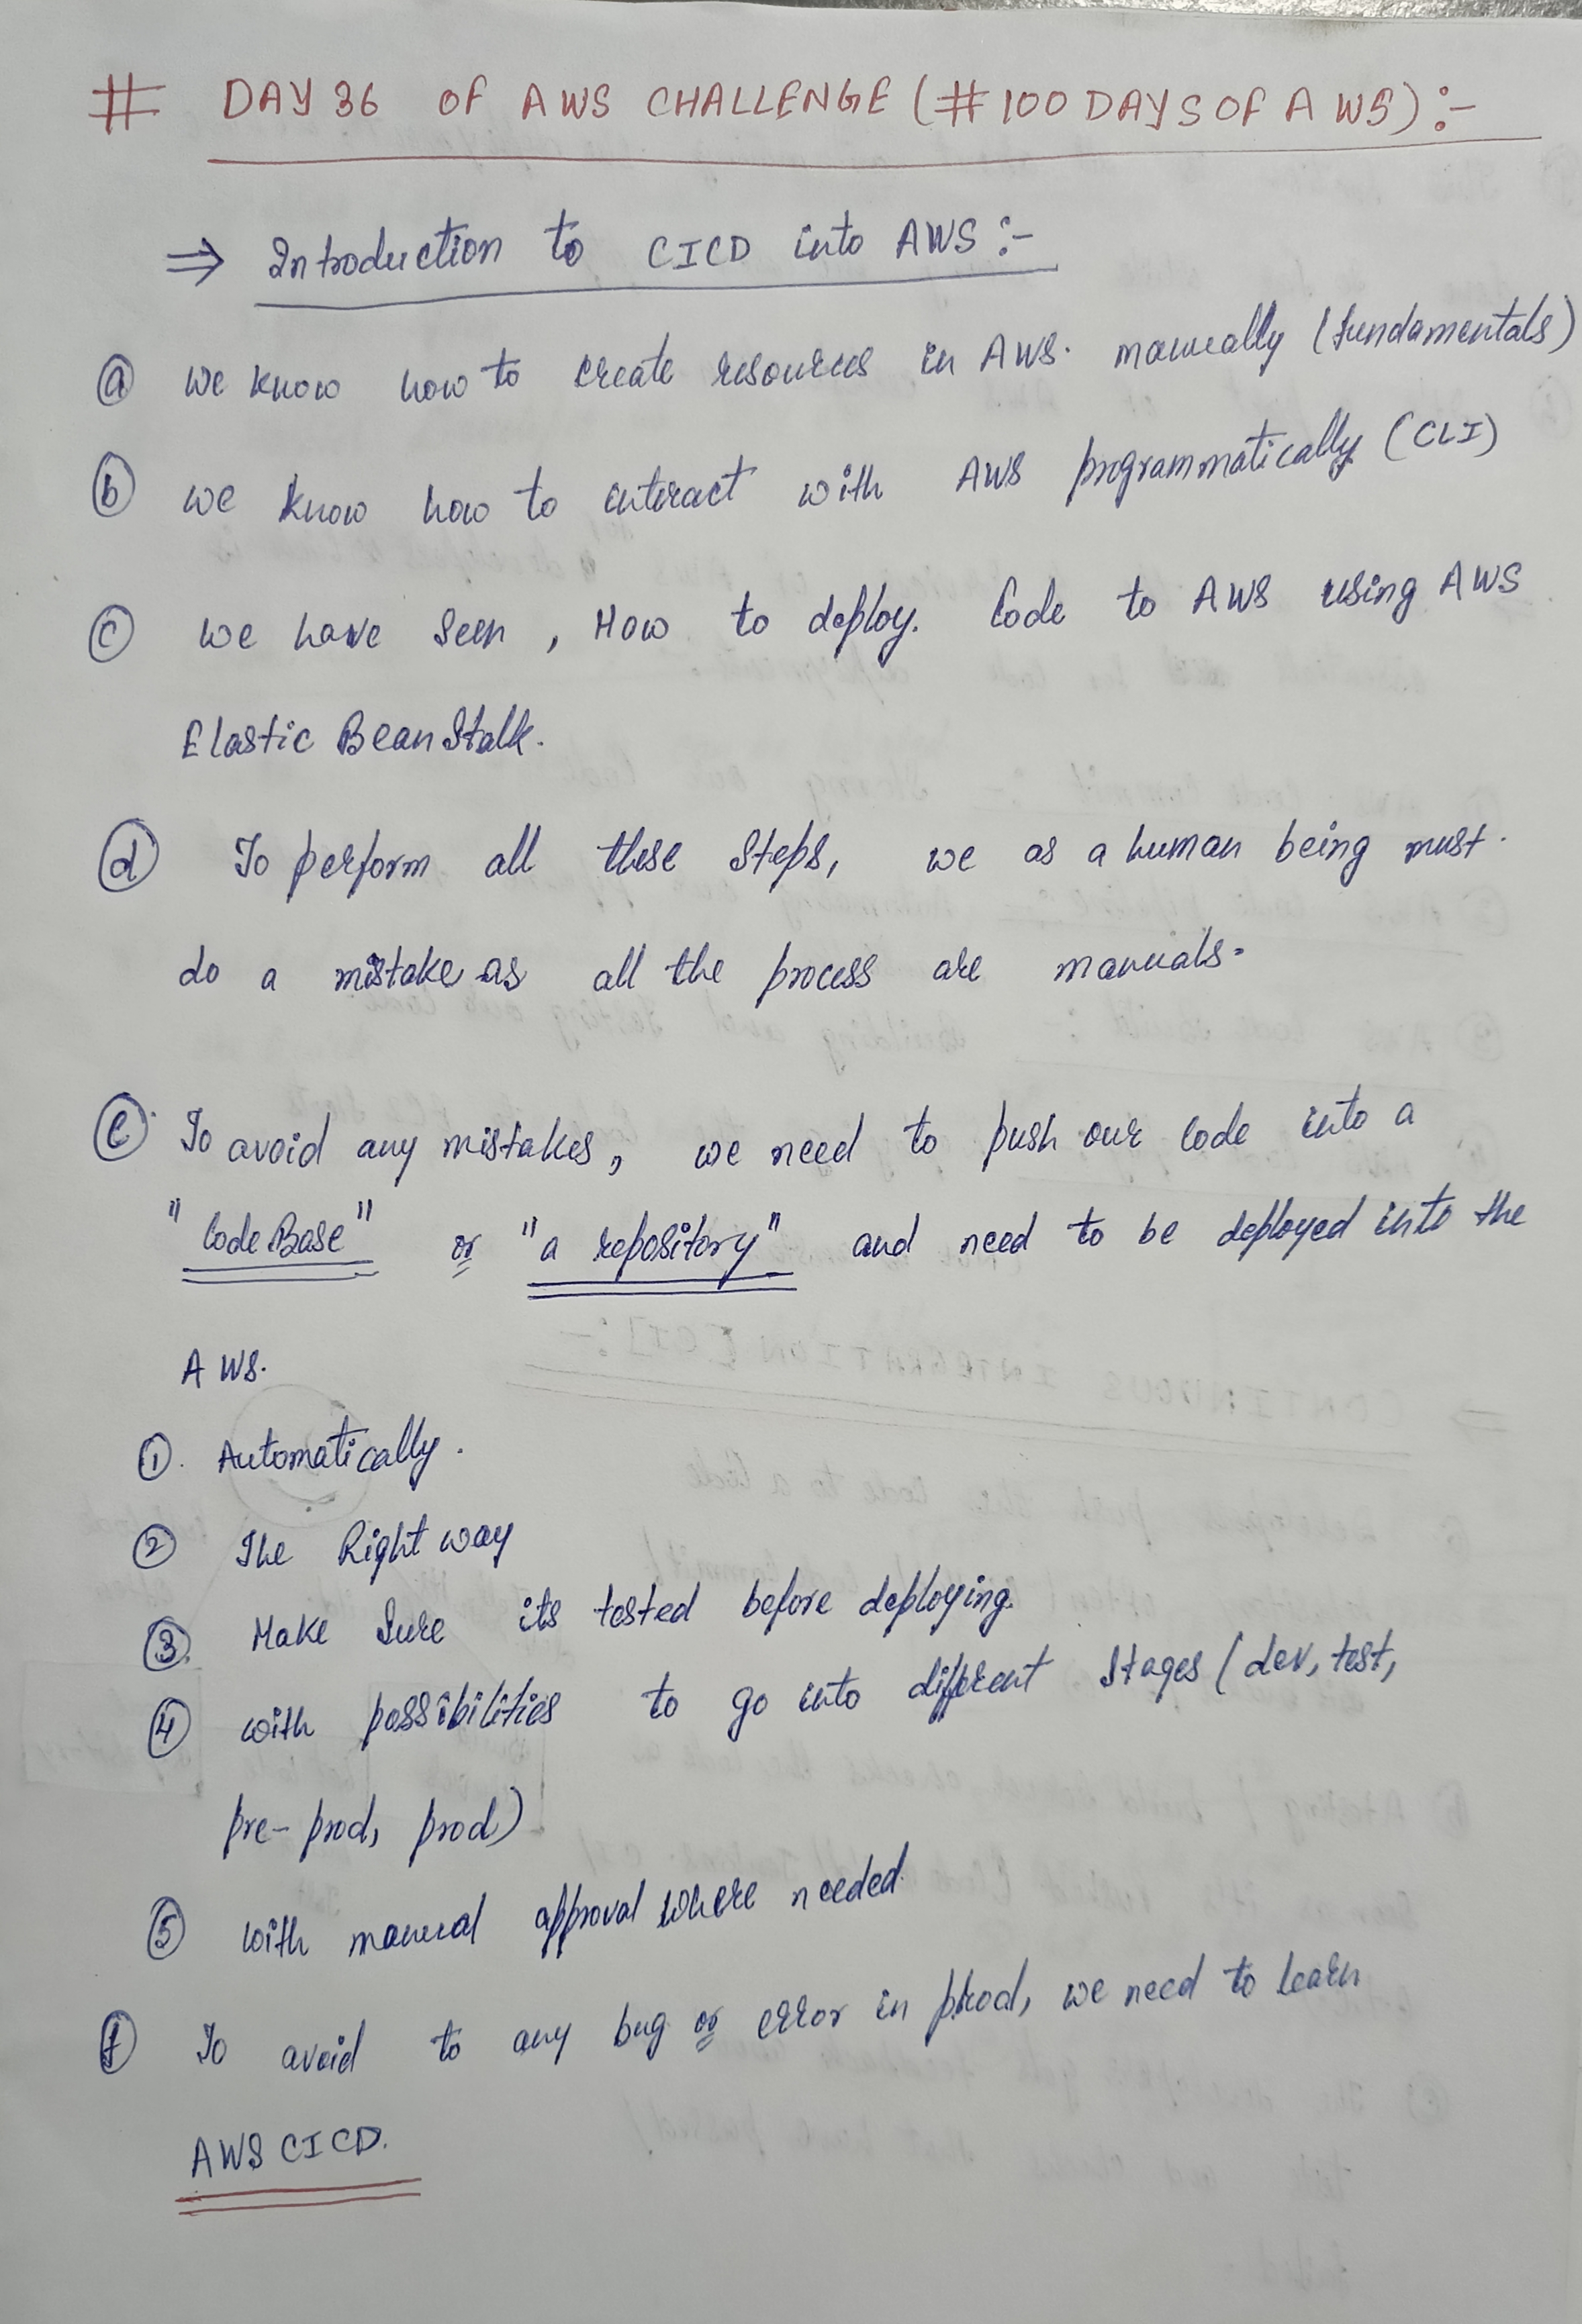 # DAY 36 OF AWS CHALLENGE (#100DAYSOFAWS):-
⇒ Introduction to CICD into AWS:-
ⓐ we know how to create resources in AWS. manually (fundamentals)
ⓑ we know how to interact with AWS programmatically (CLI)
ⓒ we have seen, How to deploy. Code to AWS using AWS
Elastic BeanStalk.
ⓓ To perform all these steps, we as a human being must.
do a mistake as all the process are manuals.
ⓔ To avoid any mistakes, we need to push our code into a
"CodeBase" or "a repository" and need to be deployed into the
AWS.
① Automatically.
② The Right way
③ Make Sure its tested before deploying.
④ with possibilities to go into different stages (dev, test,
pre-prod, prod)
⑤ with manual approval where needed.
ⓕ To avoid to any bug or error in prod, we need to learn
AWS CICD.